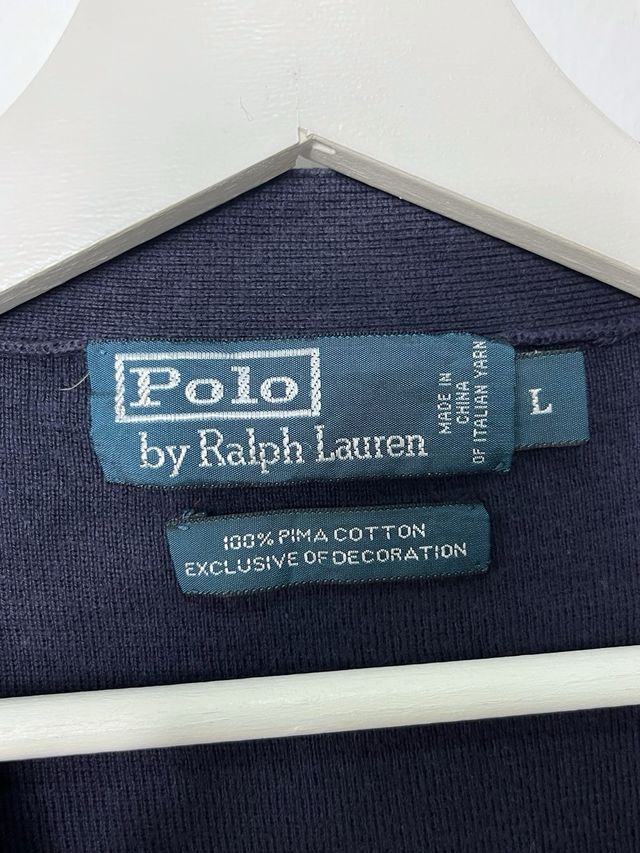 Polo
by Ralph Lauren
MADE IN
CHINA
OF ITALIAN YARN
L
100% PIMA COTTON
EXCLUSIVE OF DECORATION